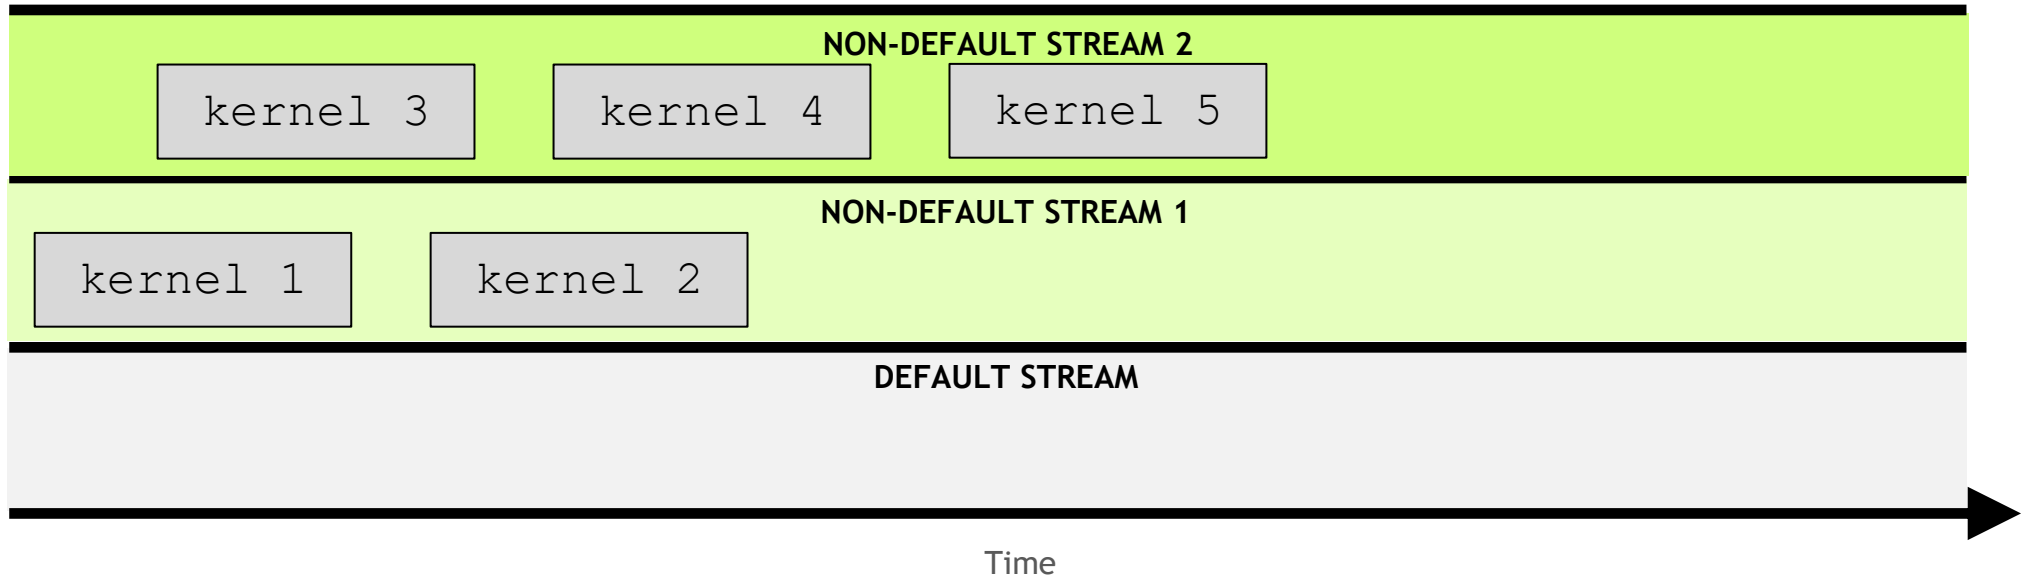 NON-DEFAULT STREAM 2
kernel 3
kernel 4
kernel 5
NON-DEFAULT STREAM 1
kernel 1
kernel 2
DEFAULT STREAM
Time